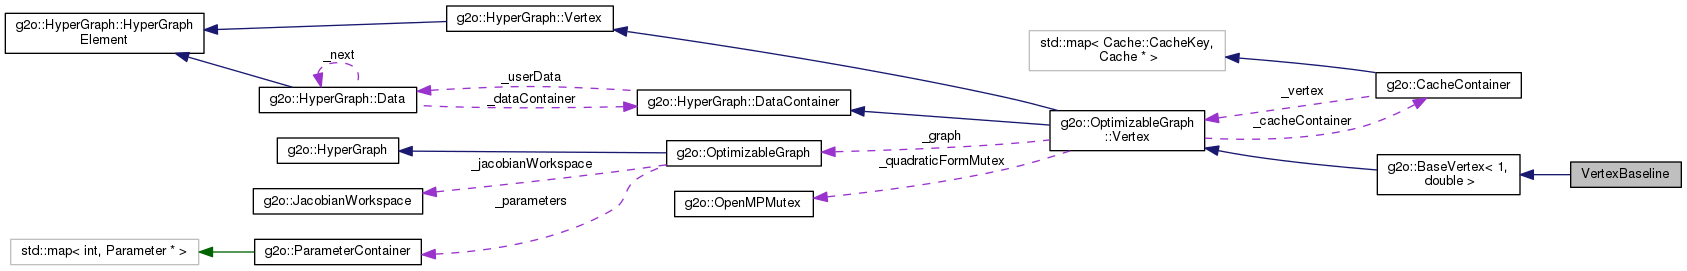 g2o::HyperGraph::HyperGraph
Element
g2o::HyperGraph::Vertex
_next
g2o::HyperGraph::Data
_userData
_dataContainer
g2o::HyperGraph::DataContainer
std::map< Cache::CacheKey,
Cache * >
g2o::CacheContainer
_vertex
_cacheContainer
g2o::OptimizableGraph
::Vertex
g2o::HyperGraph
g2o::OptimizableGraph
_graph
_quadraticFormMutex
_jacobianWorkspace
g2o::JacobianWorkspace
_parameters
g2o::OpenMPMutex
g2o::BaseVertex< 1,
double >
VertexBaseline
std::map< int, Parameter * >
g2o::ParameterContainer